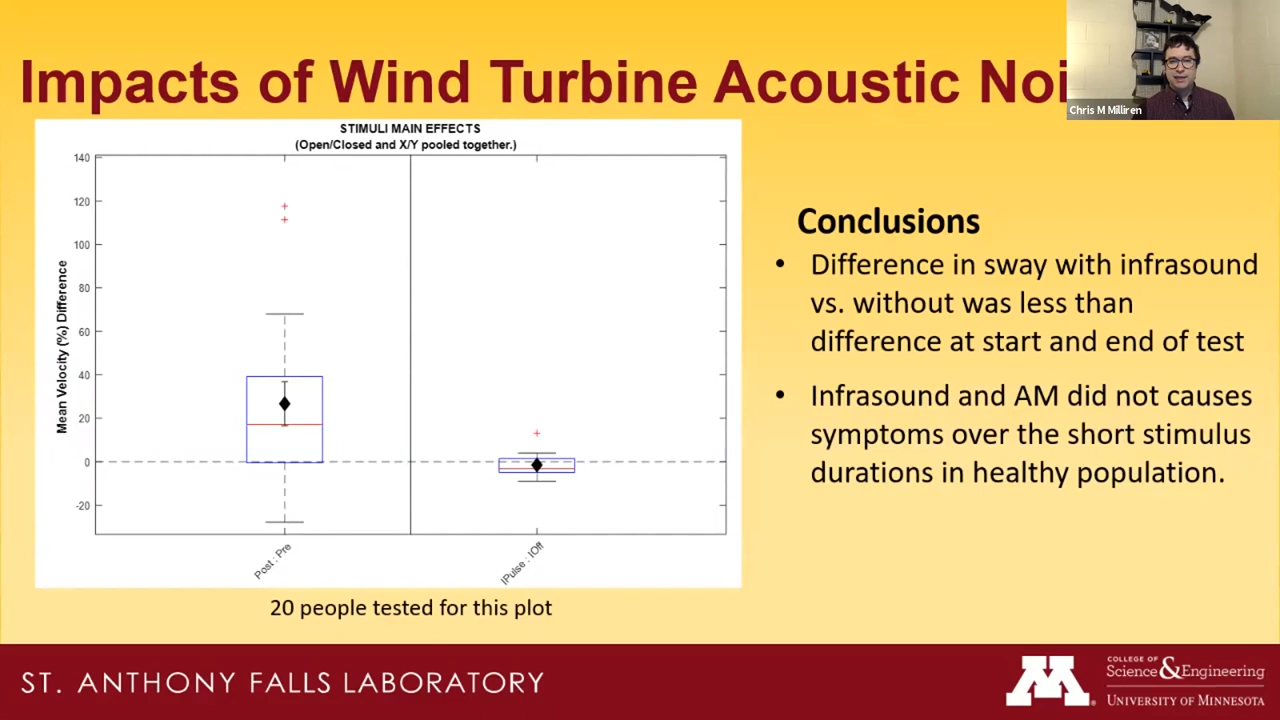 Impacts of Wind Turbine Acoustic Noi
Chris M Milliren
STIMULI MAIN EFFECTS
(Open/Closed and X/Y pooled together.)
140
120
100
80
60
40
20
0
-20
Mean Velocity (%) Difference
Post : Pre
IPulse : IOff
20 people tested for this plot
Conclusions
• Difference in sway with infrasound
vs. without was less than
difference at start and end of test
• Infrasound and AM did not causes
symptoms over the short stimulus
durations in healthy population.
ST. ANTHONY FALLS LABORATORY
M
COLLEGE OF
Science & Engineering
UNIVERSITY OF MINNESOTA